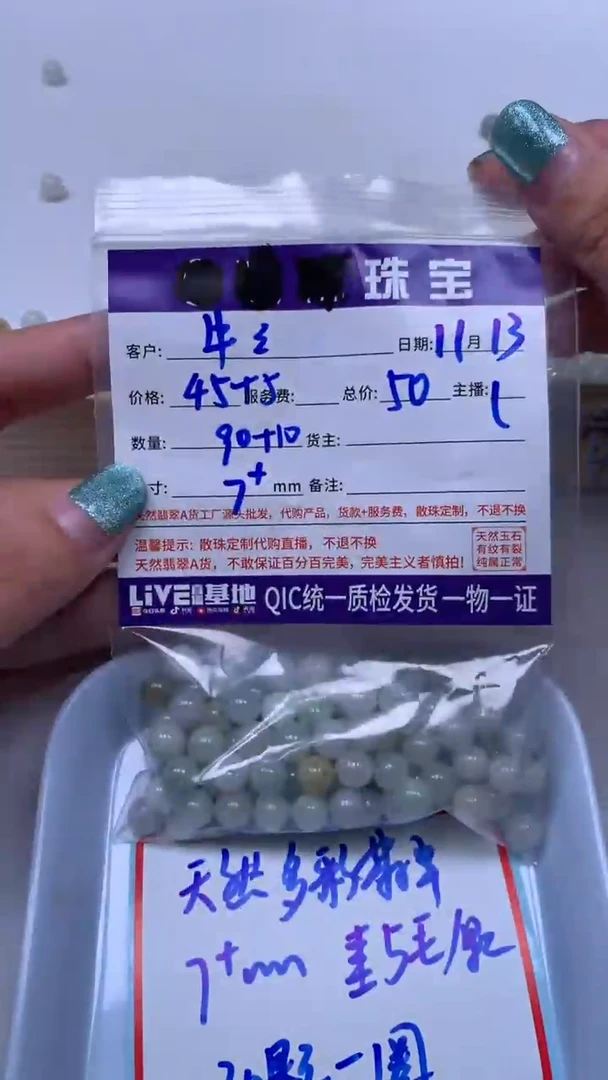 珠宝
客户: 日期: 11月13
价格: 45+5 服务费: 总价: 50 主播: 1
数量: 90+10 货主:
寸: 7+ mm 备注:
天然翡翠A货工厂源头批发，代购产品，货款+服务费，散珠定制，不退不换
温馨提示: 散珠定制代购直播，不退不换
天然翡翠A货，不敢保证百分百完美，完美主义者慎拍!
天然玉石
有纹有裂
纯属正常
LiVE 基地 QIC统一质检发货 一物一证
天然多彩
7+mm 5毛/
颗一圈